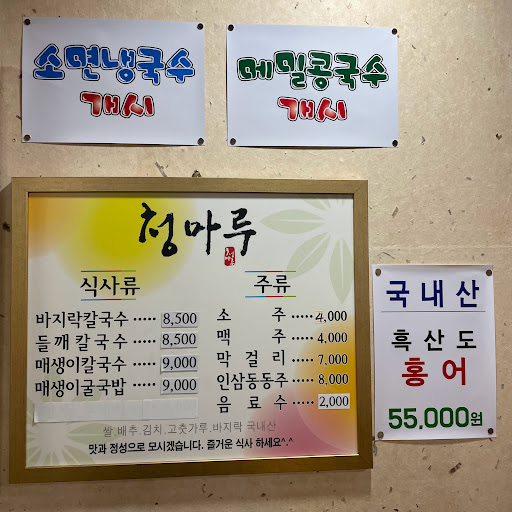 소면냉국수
개시
메밀콩국수
개시
청마루
식사류
바지락칼국수 ····· 8,500
들깨칼국수 ····· 8,500
매생이칼국수 ···· 9,000
매생이굴국밥 ···· 9,000
주류
소주 ····· 4,000
맥주 ····· 4,000
막걸리 ···· 7,000
인삼동동주 ···· 8,000
음료수 ···· 2,000
쌀.배추.김치.고춧가루.바지락 국내산
맛과 정성으로 모시겠습니다. 즐거운 식사 하세요^.^
국내산
흑산도
홍어
55.000원